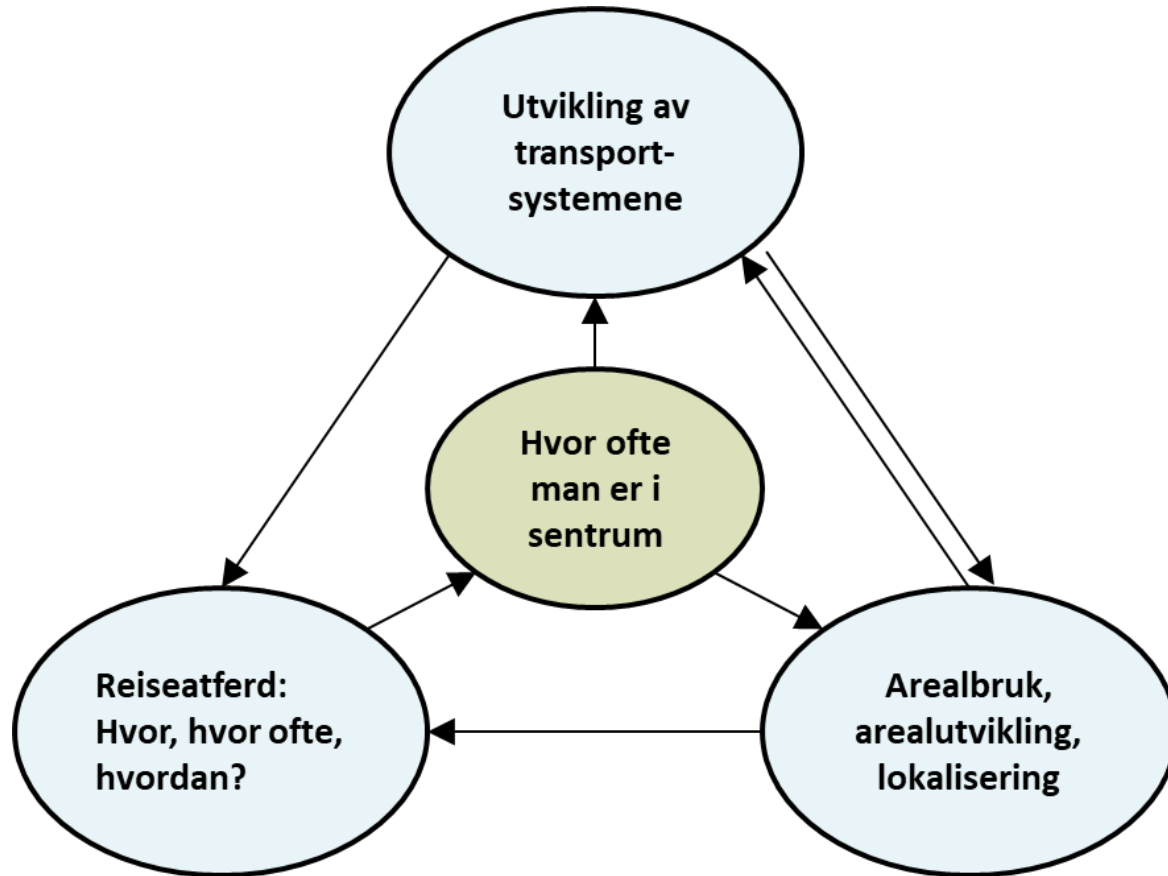 Utvikling av
transport-
systemene
Hvor ofte
man er i
sentrum
Reiseatferd:
Hvor, hvor ofte,
hvordan?
Arealbruk,
arealutvikling,
lokalisering